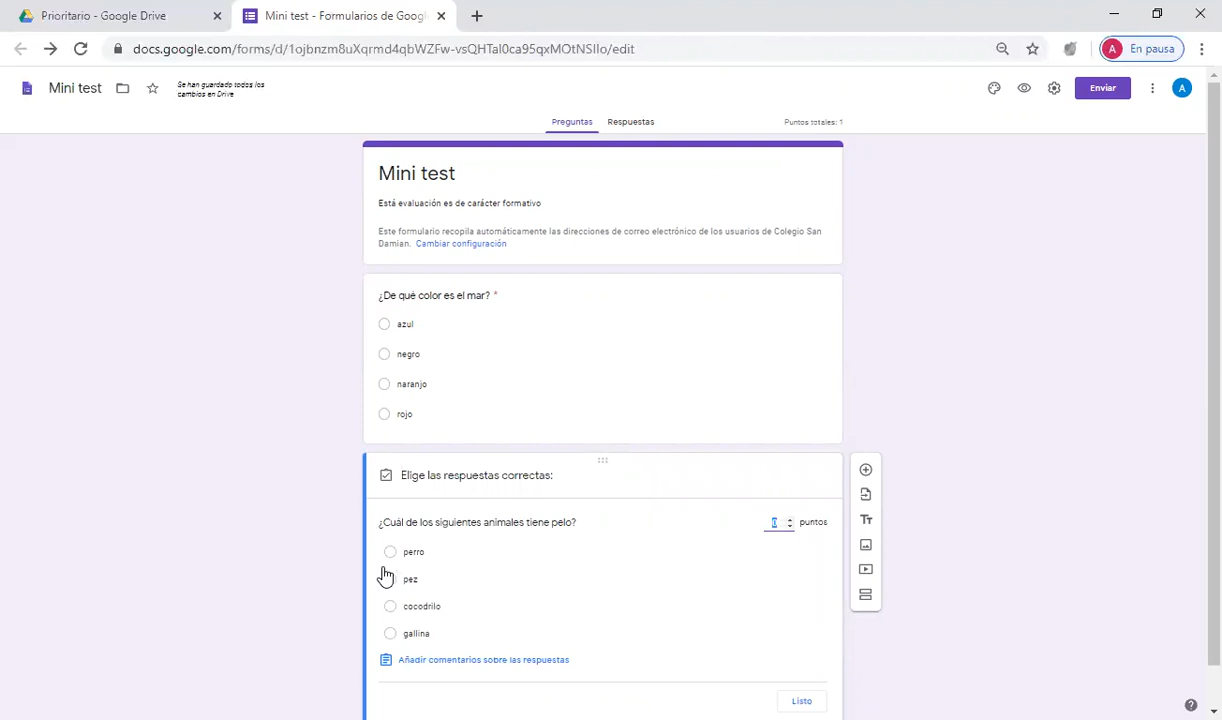 Prioritario - Google Drive
Mini test - Formularios de Goog
docs.google.com/forms/d/1ojbnzm8uXqrmd4qbWZFw-vsQHTal0ca95qxMOtNSIIo/edit
A En pausa
Mini test
Se han guardado todos los
cambios en Drive
Enviar
A
Preguntas
Respuestas
Puntos totales: 1
Mini test
Está evaluación es de carácter formativo
Este formulario recopila automáticamente las direcciones de correo electrónico de los usuarios de Colegio San
Damian. Cambiar configuración
¿De qué color es el mar? *
azul
negro
naranjo
rojo
Elige las respuestas correctas:
¿Cuál de los siguientes animales tiene pelo?
0 puntos
perro
pez
cocodrilo
gallina
Añadir comentarios sobre las respuestas
Listo